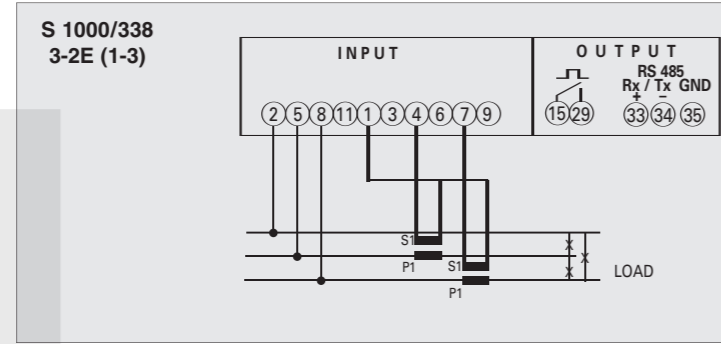 S 1000/338
3-2E (1-3)
INPUT
OUTPUT
RS 485
Rx / Tx GND
+ −
2 5 8 11 1 3 4 6 7 9
15 29 33 34 35
S1
P1 S1
P1
LOAD